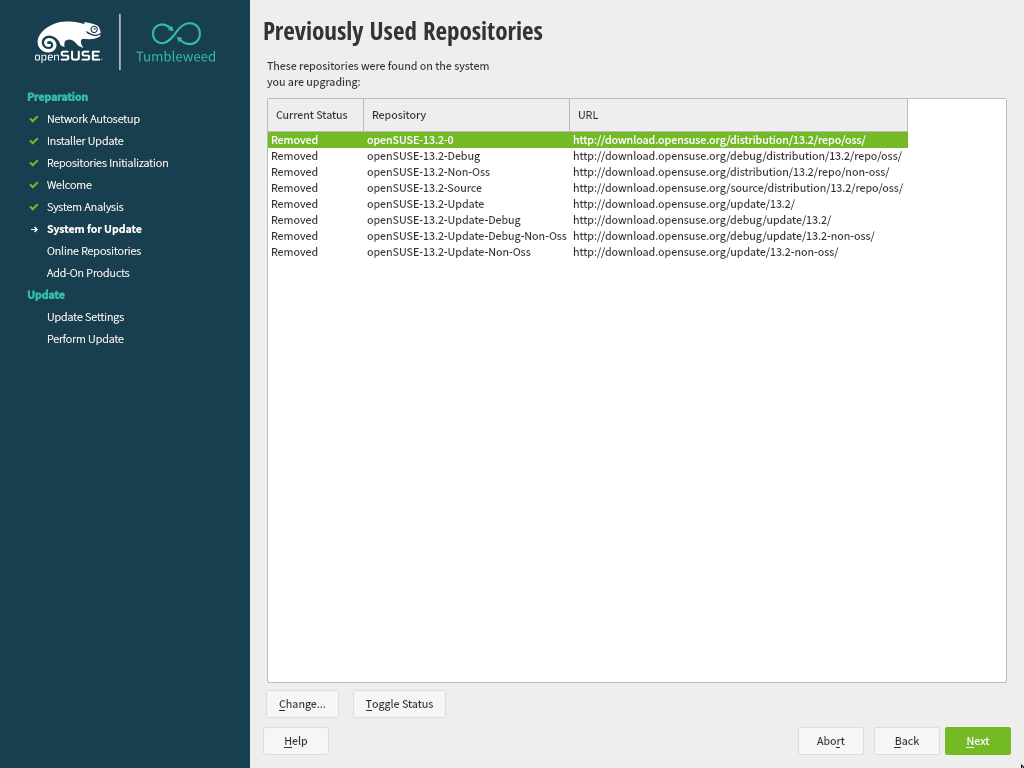 openSUSE
Tumbleweed
Preparation
Network Autosetup
Installer Update
Repositories Initialization
Welcome
System Analysis
System for Update
Online Repositories
Add-On Products
Update
Update Settings
Perform Update
Previously Used Repositories
These repositories were found on the system
you are upgrading:
Current Status Repository URL
Removed openSUSE-13.2-0 http://download.opensuse.org/distribution/13.2/repo/oss/
Removed openSUSE-13.2-Debug http://download.opensuse.org/debug/distribution/13.2/repo/oss/
Removed openSUSE-13.2-Non-Oss http://download.opensuse.org/distribution/13.2/repo/non-oss/
Removed openSUSE-13.2-Source http://download.opensuse.org/source/distribution/13.2/repo/oss/
Removed openSUSE-13.2-Update http://download.opensuse.org/update/13.2/
Removed openSUSE-13.2-Update-Debug http://download.opensuse.org/debug/update/13.2/
Removed openSUSE-13.2-Update-Debug-Non-Oss http://download.opensuse.org/debug/update/13.2-non-oss/
Removed openSUSE-13.2-Update-Non-Oss http://download.opensuse.org/update/13.2-non-oss/
Change... Toggle Status
Help Abort Back Next